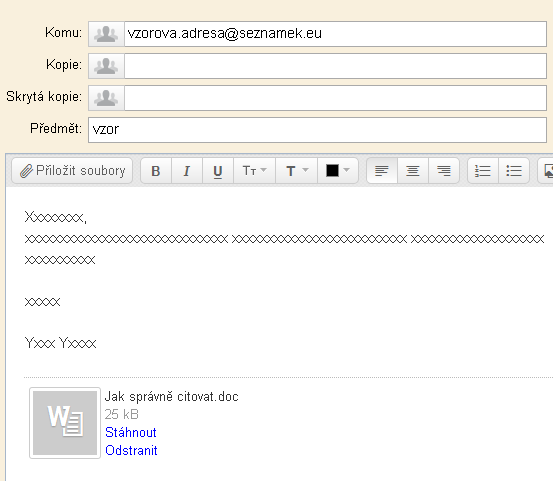 Komu: vzorova.adresa@seznamek.eu
Kopie:
Skrytá kopie:
Předmět: vzor
Přiložit soubory B I U TT T
Xxxxxxxx,
xxxxxxxxxxxxxxxxxxxxxxxxxxxxx xxxxxxxxxxxxxxxxxxxxxxxxx xxxxxxxxxxxxxxxxxxx
xxxxxxxxxx
xxxxx
Yxxx Yxxxx
W
Jak správně citovat.doc
25 kB
Stáhnout
Odstranit